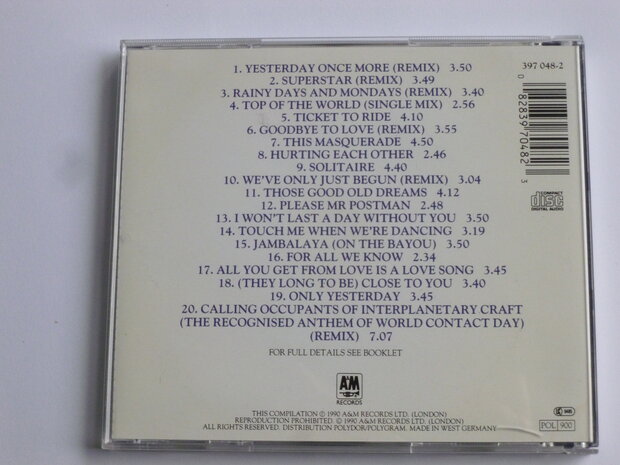 1. YESTERDAY ONCE MORE (REMIX) 3.50
2. SUPERSTAR (REMIX) 3.49
3. RAINY DAYS AND MONDAYS (REMIX) 3.40
4. TOP OF THE WORLD (SINGLE MIX) 2.56
5. TICKET TO RIDE 4.10
6. GOODBYE TO LOVE (REMIX) 3.55
7. THIS MASQUERADE 4.50
8. HURTING EACH OTHER 2.46
9. SOLITAIRE 4.40
10. WE'VE ONLY JUST BEGUN (REMIX) 3.04
11. THOSE GOOD OLD DREAMS 4.12
12. PLEASE MR POSTMAN 2.48
13. I WON'T LAST A DAY WITHOUT YOU 3.50
14. TOUCH ME WHEN WE'RE DANCING 3.19
15. JAMBALAYA (ON THE BAYOU) 3.50
16. FOR ALL WE KNOW 2.34
17. ALL YOU GET FROM LOVE IS A LOVE SONG 3.45
18. (THEY LONG TO BE) CLOSE TO YOU 3.40
19. ONLY YESTERDAY 3.45
20. CALLING OCCUPANTS OF INTERPLANETARY CRAFT
(THE RECOGNISED ANTHEM OF WORLD CONTACT DAY)
(REMIX) 7.07
FOR FULL DETAILS SEE BOOKLET
397 048-2
0 82839 70482 3
COMPACT
disc
DIGITAL AUDIO
A&M
RECORDS
THIS COMPILATION ℗ 1990 A&M RECORDS LTD. (LONDON)
REPRODUCTION PROHIBITED. © 1990 A&M RECORDS LTD. (LONDON)
ALL RIGHTS RESERVED. DISTRIBUTION POLYDOR/POLYGRAM. MADE IN WEST GERMANY
POL 900